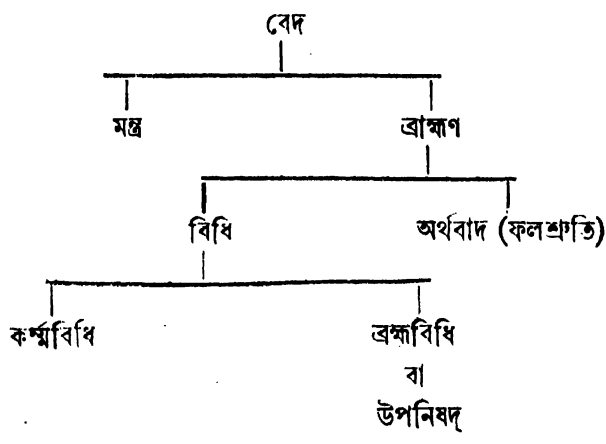 বেদ
মন্ত্র ব্রাহ্মণ
বিধি অর্থবাদ (ফলশ্রুতি)
কর্ম্মবিধি ব্রহ্মবিধি
বা
উপনিষদ্